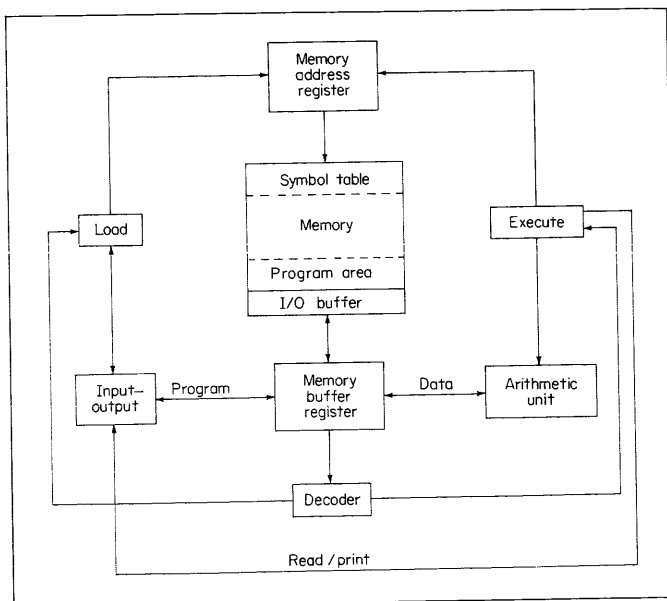 Memory
address
register
Symbol table
Memory
Program area
I/O buffer
Load
Execute
Input–
output
Program
Memory
buffer
register
Data
Arithmetic
unit
Decoder
Read/print